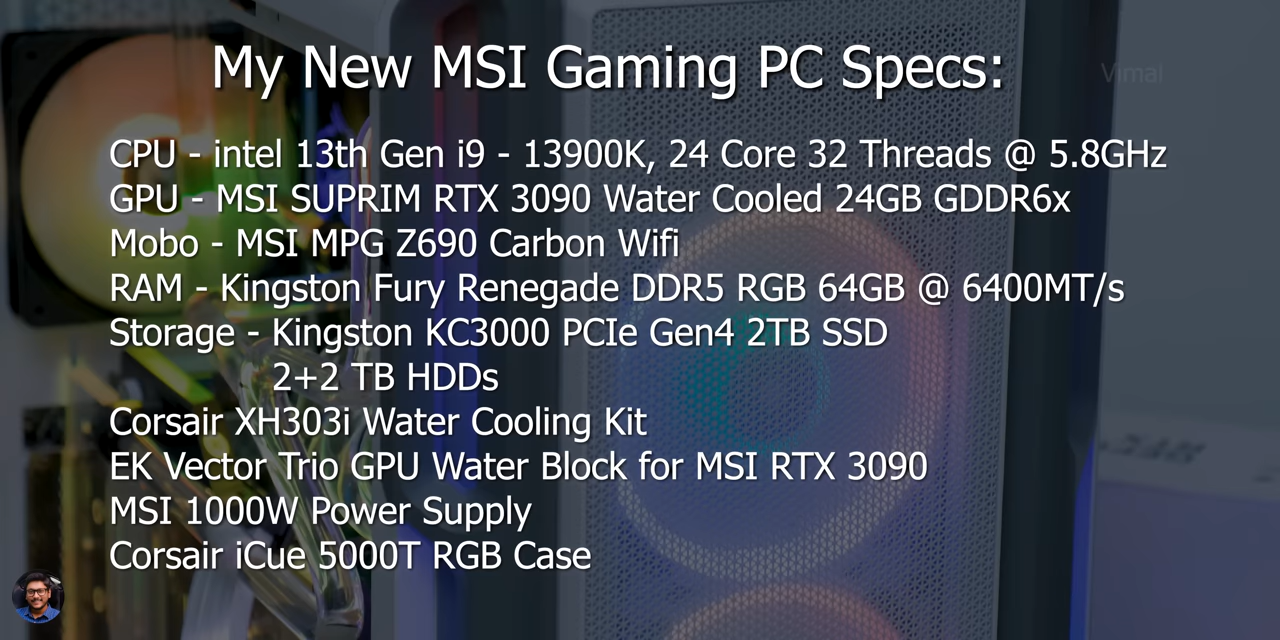 My New MSI Gaming PC Specs:
Vimal
CPU - intel 13th Gen i9 - 13900K, 24 Core 32 Threads @ 5.8GHz
GPU - MSI SUPRIM RTX 3090 Water Cooled 24GB GDDR6x
Mobo - MSI MPG Z690 Carbon Wifi
RAM - Kingston Fury Renegade DDR5 RGB 64GB @ 6400MT/s
Storage - Kingston KC3000 PCIe Gen4 2TB SSD
2+2 TB HDDs
Corsair XH303i Water Cooling Kit
EK Vector Trio GPU Water Block for MSI RTX 3090
MSI 1000W Power Supply
Corsair iCue 5000T RGB Case